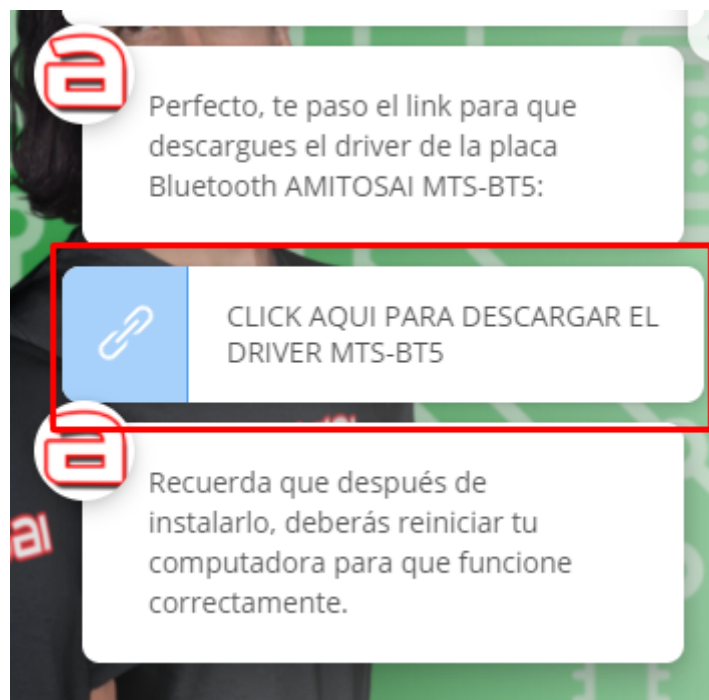 a
Perfecto, te paso el link para que
descargues el driver de la placa
Bluetooth AMITOSAI MTS-BT5:
CLICK AQUI PARA DESCARGAR EL
DRIVER MTS-BT5
a
Recuerda que después de
instalarlo, deberás reiniciar tu
computadora para que funcione
correctamente.